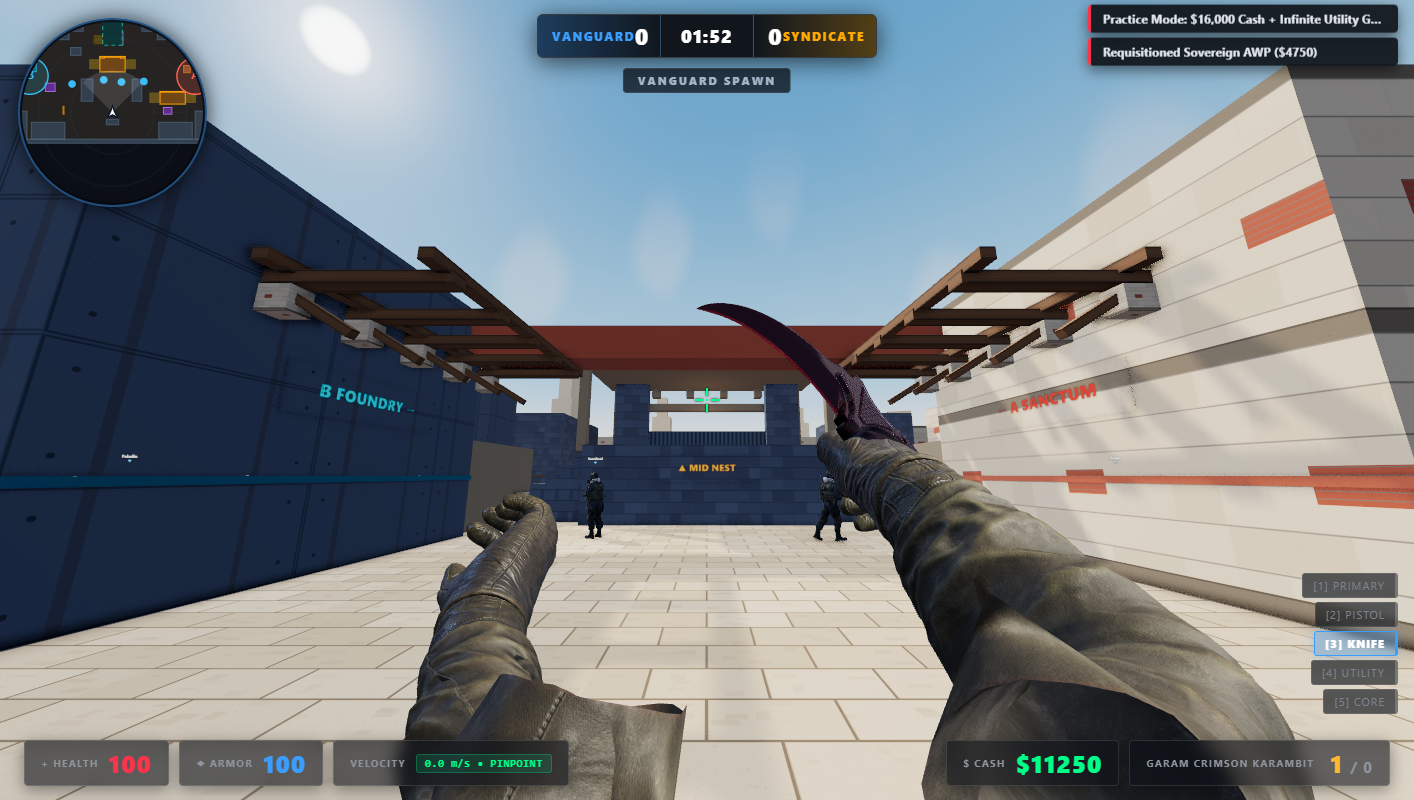 VANGUARD 0 01:52 0 SYNDICATE
VANGUARD SPAWN
Practice Mode: $16,000 Cash + Infinite Utility G...
Requisitioned Sovereign AWP ($4750)
B FOUNDRY →
A SANCTUM
▲ MID NEST
[1] PRIMARY
[2] PISTOL
[3] KNIFE
[4] UTILITY
[5] CORE
+ HEALTH 100
◆ ARMOR 100
VELOCITY 0.0 m/s • PINPOINT
$ CASH $11250
GARAM CRIMSON KARAMBIT 1 / 0